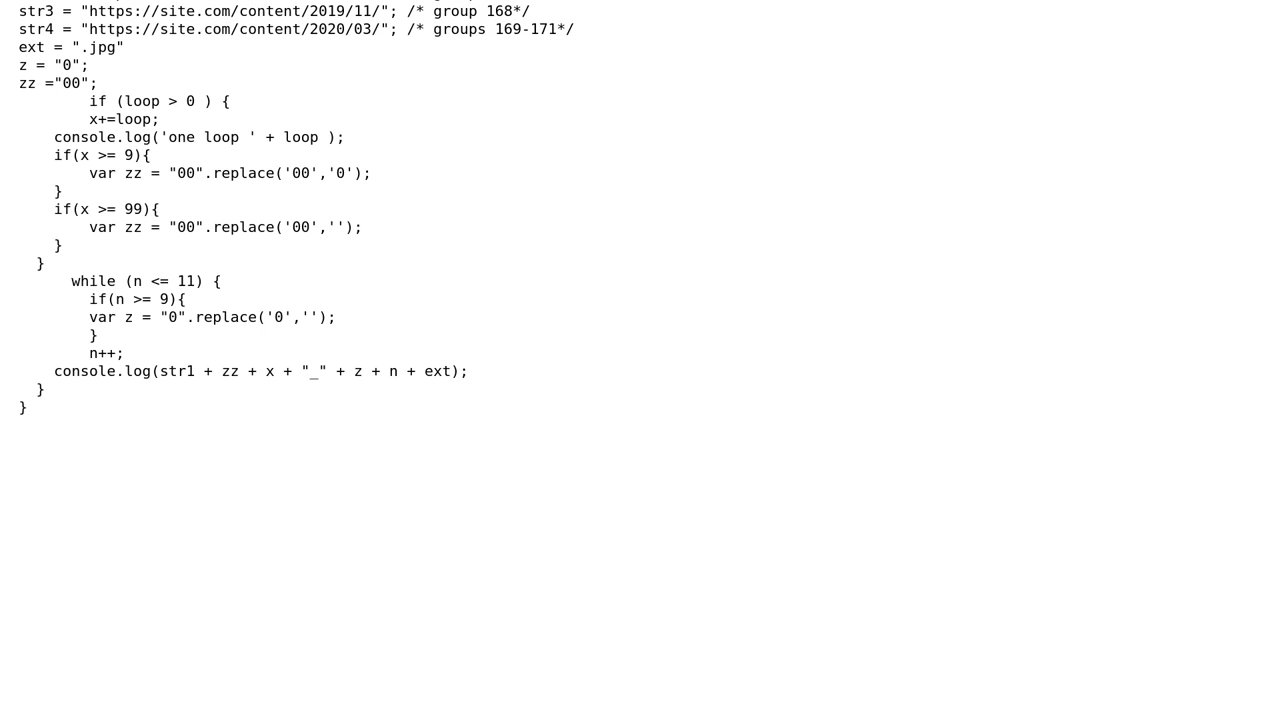 str3 = "https://site.com/content/2019/11/"; /* group 168*/
str4 = "https://site.com/content/2020/03/"; /* groups 169-171*/
ext = ".jpg"
z = "0";
zz ="00";
if (loop > 0 ) {
x+=loop;
console.log('one loop ' + loop );
if(x >= 9){
var zz = "00".replace('00','0');
}
if(x >= 99){
var zz = "00".replace('00','');
}
}
while (n <= 11) {
if(n >= 9){
var z = "0".replace('0','');
}
n++;
console.log(str1 + zz + x + "_" + z + n + ext);
}
}